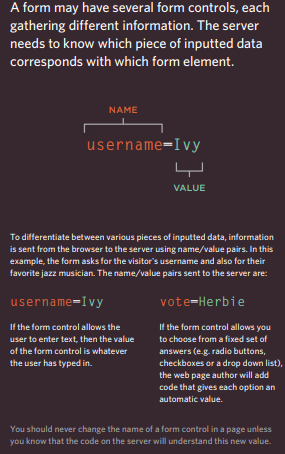 A form may have several form controls, each
gathering different information. The server
needs to know which piece of inputted data
corresponds with which form element.
NAME
username=Ivy
VALUE
To differentiate between various pieces of inputted data, information
is sent from the browser to the server using name/value pairs. In this
example, the form asks for the visitor's username and also for their
favorite jazz musician. The name/value pairs sent to the server are:
username=Ivy
If the form control allows the
user to enter text, then the value
of the form control is whatever
the user has typed in.
vote=Herbie
If the form control allows you
to choose from a fixed set of
answers (e.g. radio buttons,
checkboxes or a drop down list),
the web page author will add
code that gives each option an
automatic value.
You should never change the name of a form control in a page unless
you know that the code on the server will understand this new value.